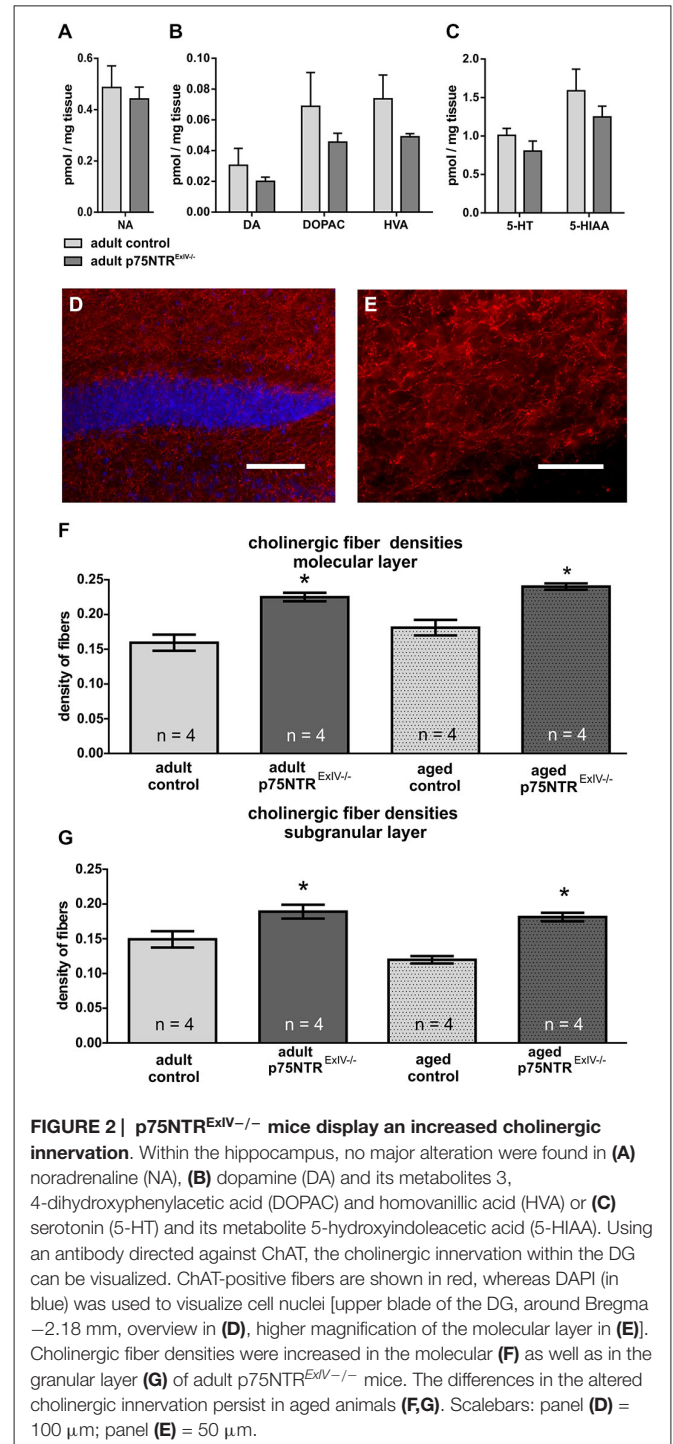 A
B
C
pmol / mg tissue
0.6
0.4
0.2
0.0
NA
pmol / mg tissue
0.10
0.08
0.06
0.04
0.02
0.00
DA DOPAC HVA
pmol / mg tissue
2.0
1.5
1.0
0.5
0.0
5-HT 5-HIAA
adult control
adult p75NTR^ExIV-/-
D
E
F
cholinergic fiber densities
molecular layer
density of fibers
0.25
0.20
0.15
0.10
0.05
0.00
* *
n = 4 n = 4 n = 4 n = 4
adult control
adult p75NTR^ExIV-/-
aged control
aged p75NTR^ExIV-/-
cholinergic fiber densities
subgranular layer
G
density of fibers
0.25
0.20
0.15
0.10
0.05
0.00
* *
n = 4 n = 4 n = 4 n = 4
adult control
adult p75NTR^ExIV-/-
aged control
aged p75NTR^ExIV-/-
FIGURE 2 | p75NTR^ExIV−/− mice display an increased cholinergic
innervation. Within the hippocampus, no major alteration were found in (A)
noradrenaline (NA), (B) dopamine (DA) and its metabolites 3,
4-dihydroxyphenylacetic acid (DOPAC) and homovanillic acid (HVA) or (C)
serotonin (5-HT) and its metabolite 5-hydroxyindoleacetic acid (5-HIAA). Using
an antibody directed against ChAT, the cholinergic innervation within the DG
can be visualized. ChAT-positive fibers are shown in red, whereas DAPI (in
blue) was used to visualize cell nuclei [upper blade of the DG, around Bregma
−2.18 mm, overview in (D), higher magnification of the molecular layer in (E)].
Cholinergic fiber densities were increased in the molecular (F) as well as in the
granular layer (G) of adult p75NTR^ExIV−/− mice. The differences in the altered
cholinergic innervation persist in aged animals (F,G). Scalebars: panel (D) =
100 μm; panel (E) = 50 μm.